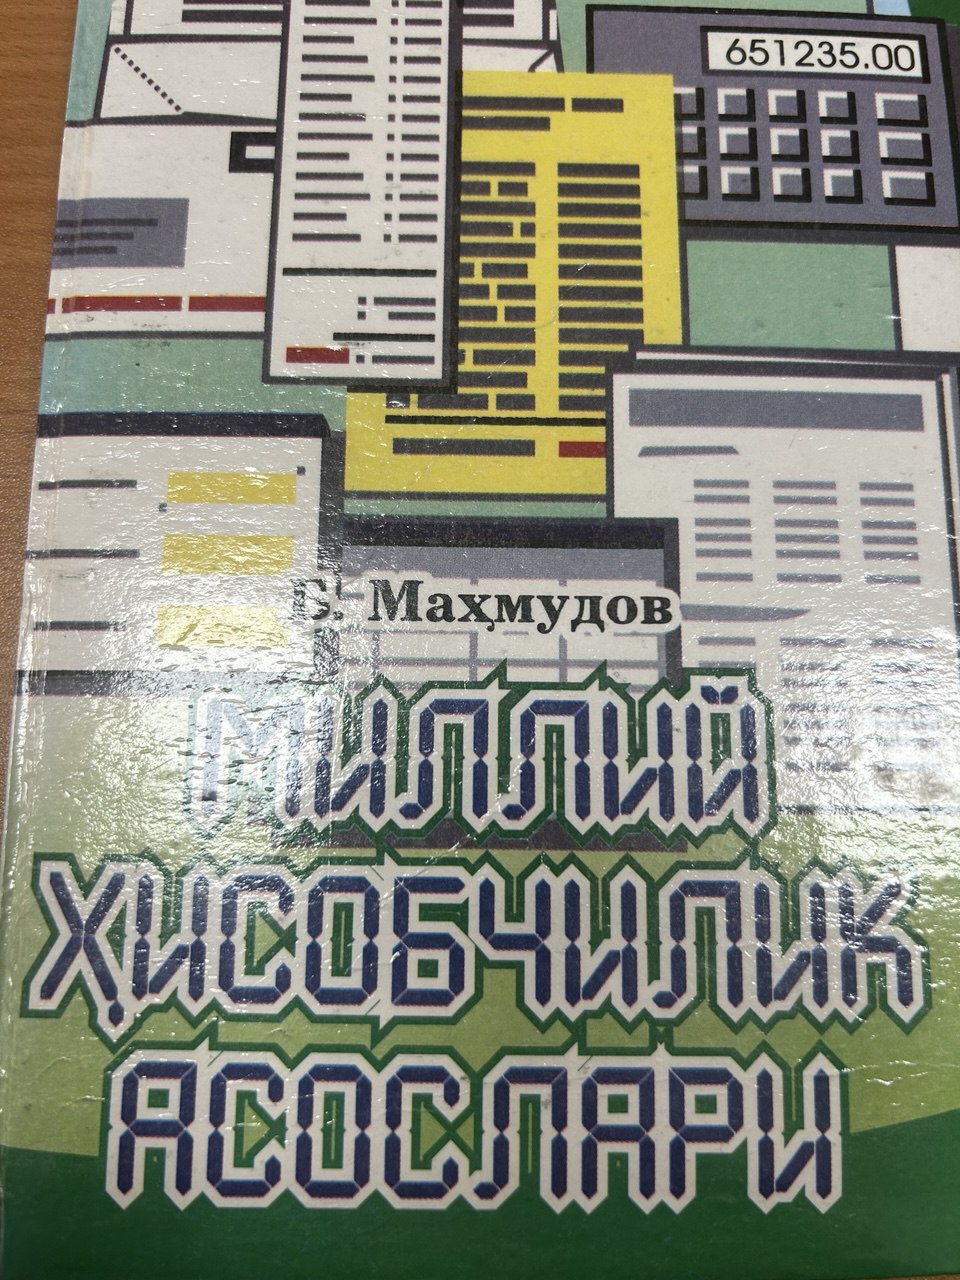 651235.00
Маҳмудов
МИЛЛИЙ
ҲИСОБЧИЛИК
АСОСЛАРИ